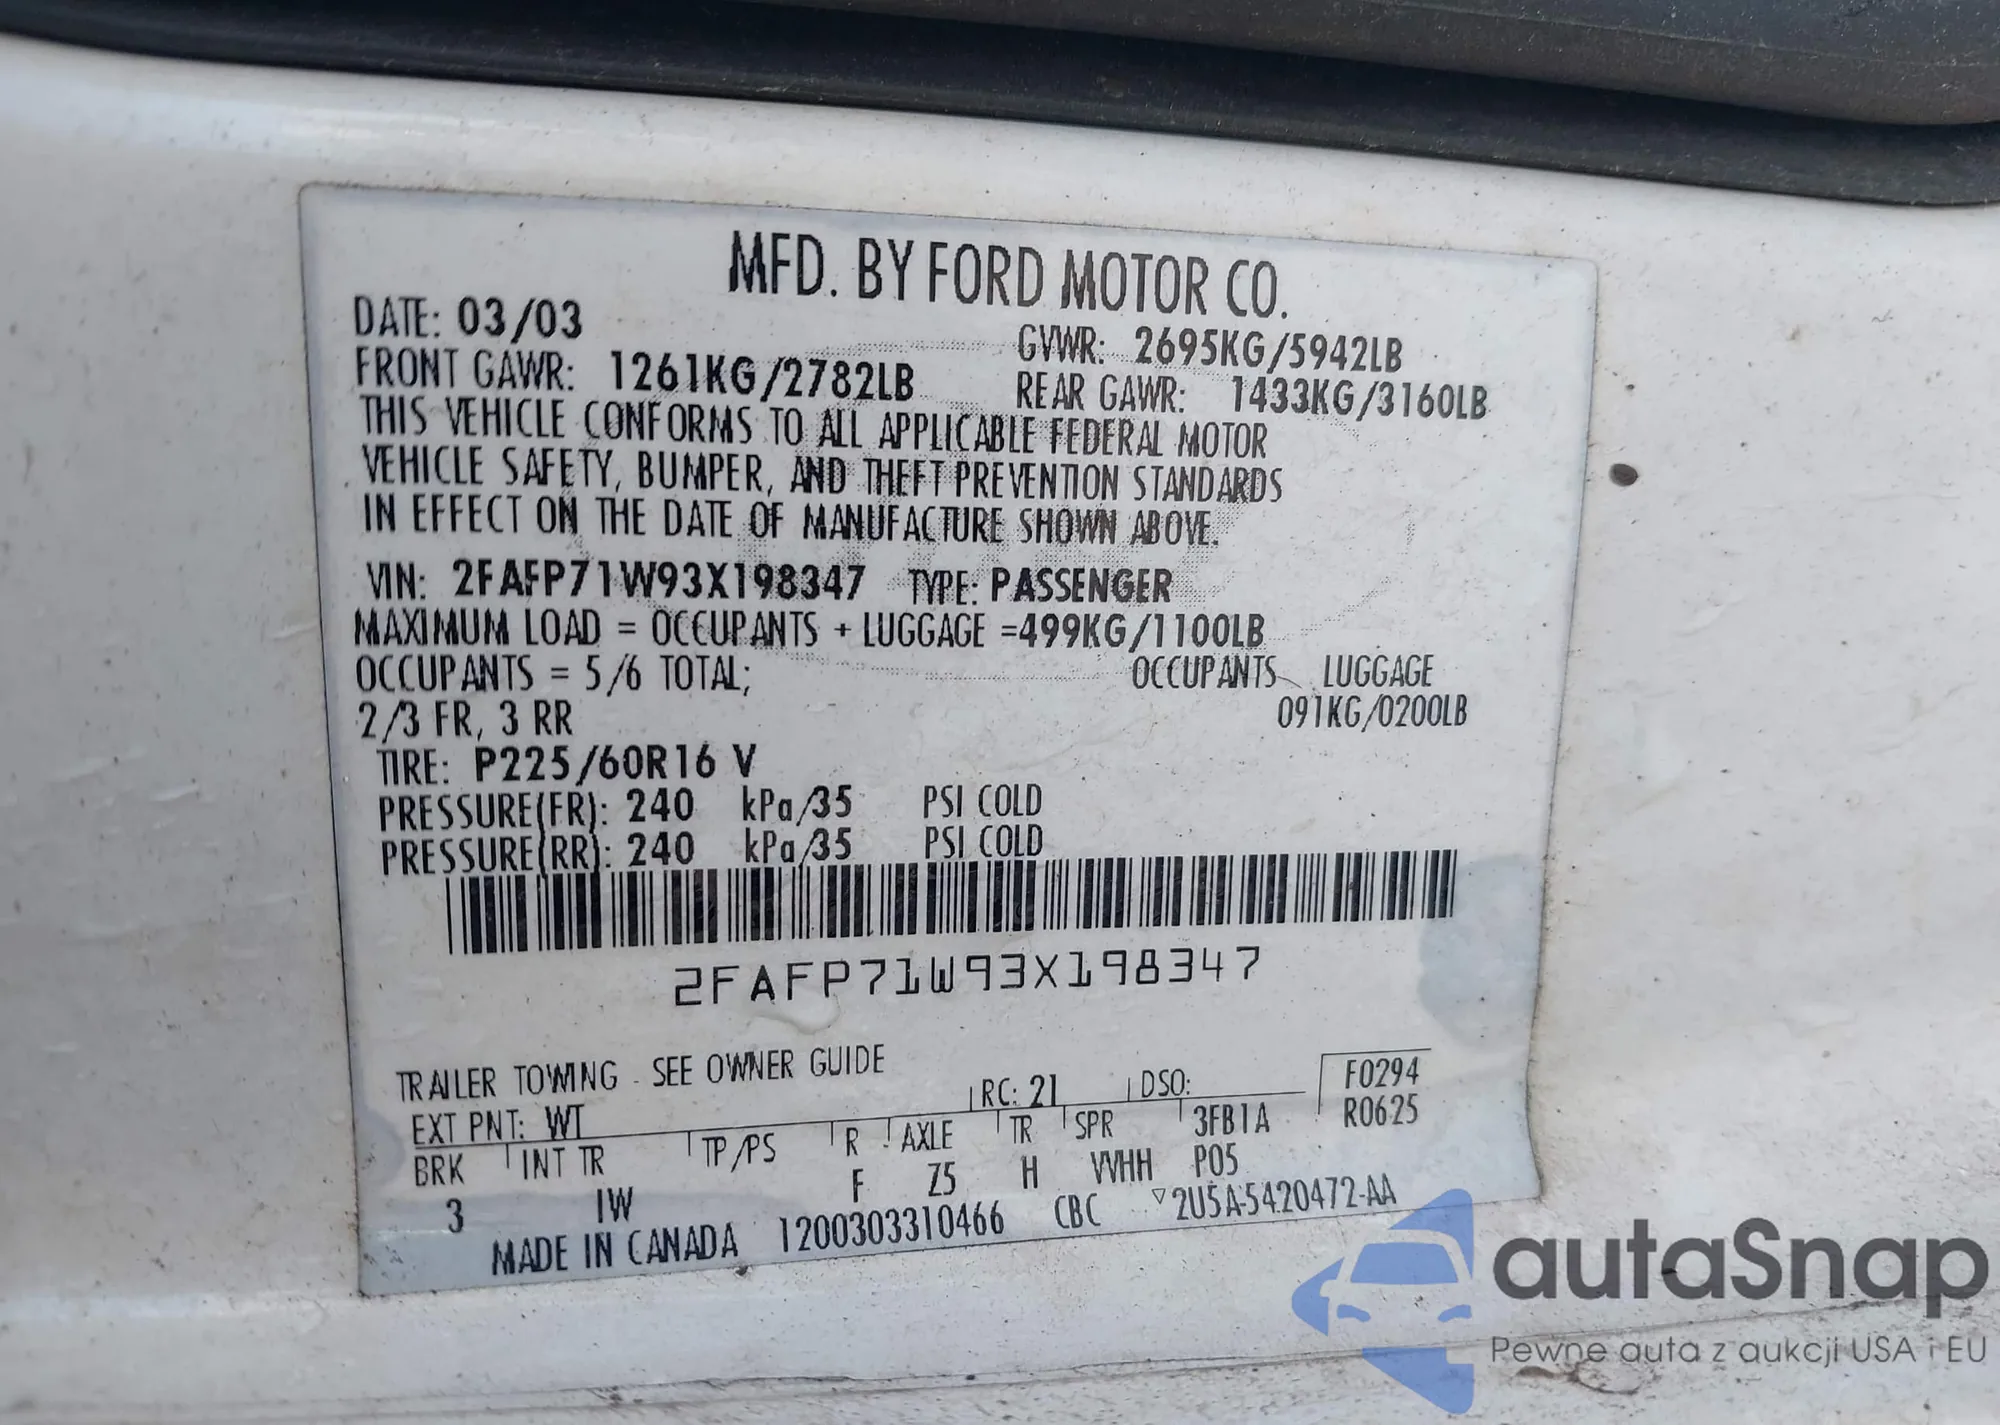 MFD. BY FORD MOTOR CO.
DATE: 03/03
GVWR: 2695KG/5942LB
FRONT GAWR: 1261KG/2782LB
REAR GAWR: 1433KG/3160LB
THIS VEHICLE CONFORMS TO ALL APPLICABLE FEDERAL MOTOR
VEHICLE SAFETY, BUMPER, AND THEFT PREVENTION STANDARDS
IN EFFECT ON THE DATE OF MANUFACTURE SHOWN ABOVE.
VIN: 2FAFP71W93X198347 TYPE: PASSENGER
MAXIMUM LOAD = OCCUPANTS + LUGGAGE =499KG/1100LB
OCCUPANTS = 5/6 TOTAL; OCCUPANTS LUGGAGE
2/3 FR, 3 RR 091KG/0200LB
TIRE: P225/60R16 V
PRESSURE(FR): 240 kPa/35 PSI COLD
PRESSURE(RR): 240 kPa/35 PSI COLD
2FAFP71W93X198347
TRAILER TOWING - SEE OWNER GUIDE
EXT PNT: WT RC: 21 DSO: F0294
R0625
BRK INT TR TP/PS R AXLE TR SPR 3FB1A
3 IW F Z5 H VVHH P05
MADE IN CANADA 1200303310466 CBC ▽2U5A-5420472-AA
autaSnap
Pewne auta z aukcji USA i EU